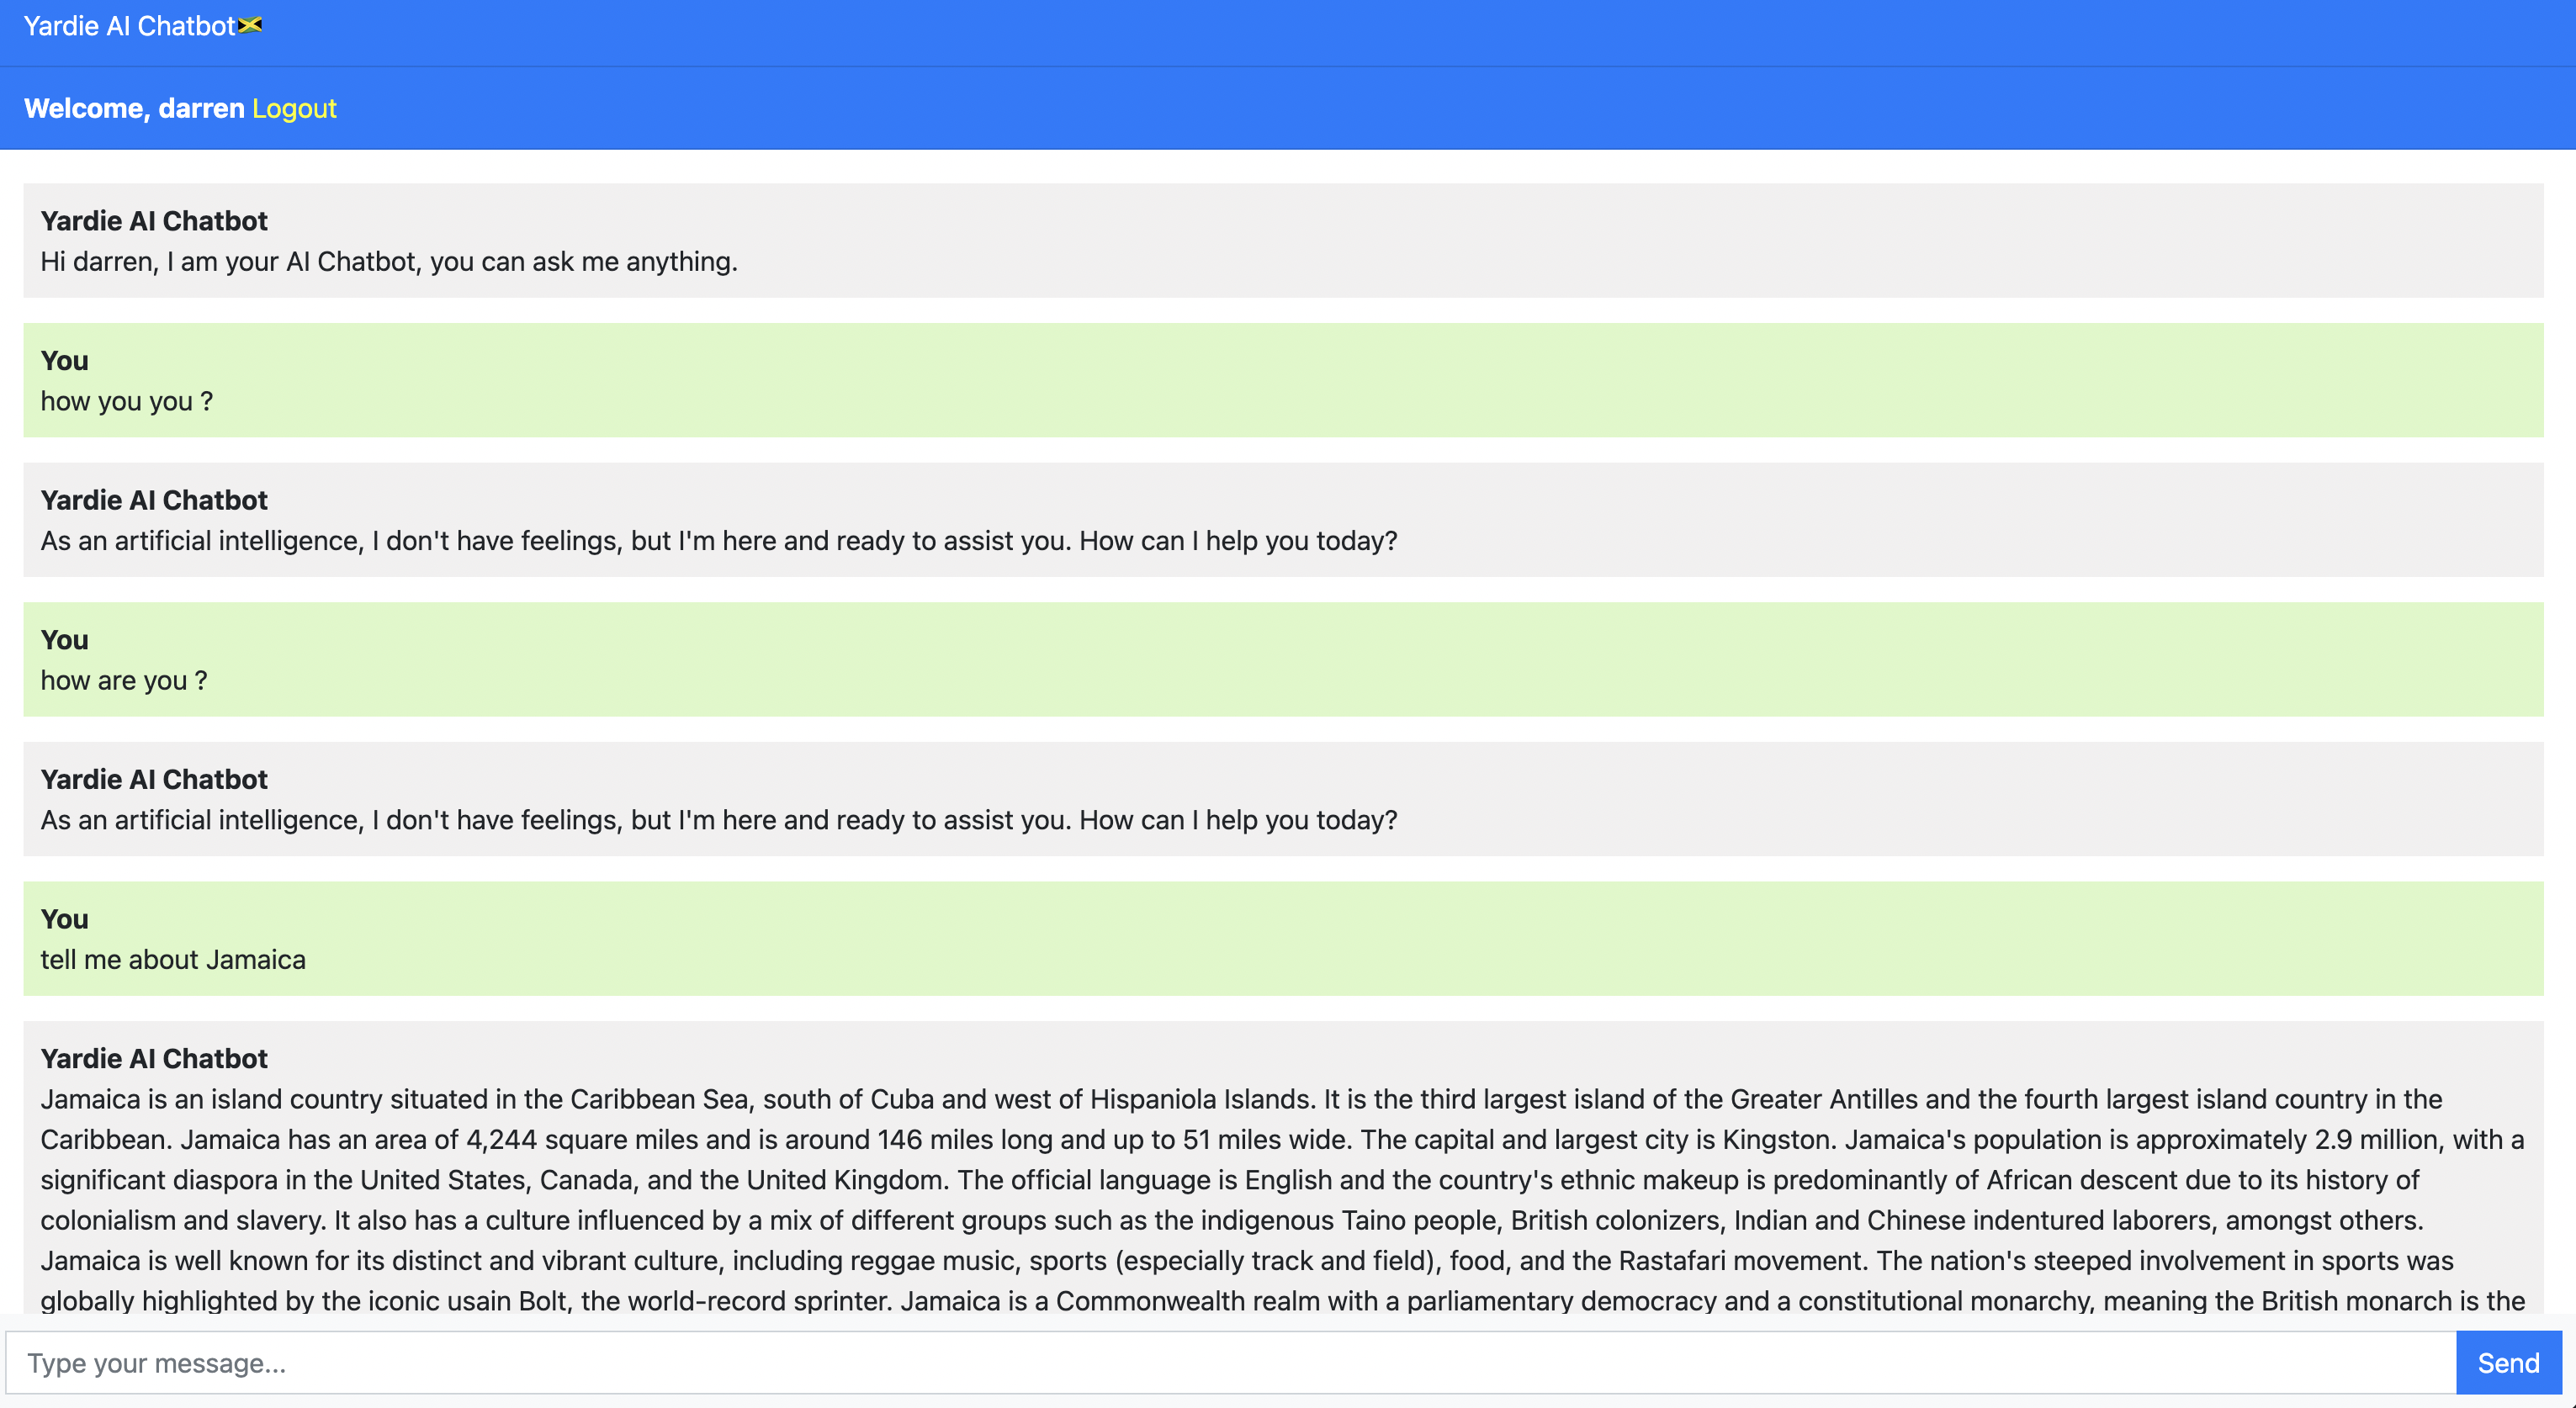 Yardie AI Chatbot🇯🇲
Welcome, darren Logout
Yardie AI Chatbot
Hi darren, I am your AI Chatbot, you can ask me anything.
You
how you you ?
Yardie AI Chatbot
As an artificial intelligence, I don't have feelings, but I'm here and ready to assist you. How can I help you today?
You
how are you ?
Yardie AI Chatbot
As an artificial intelligence, I don't have feelings, but I'm here and ready to assist you. How can I help you today?
You
tell me about Jamaica
Yardie AI Chatbot
Jamaica is an island country situated in the Caribbean Sea, south of Cuba and west of Hispaniola Islands. It is the third largest island of the Greater Antilles and the fourth largest island country in the
Caribbean. Jamaica has an area of 4,244 square miles and is around 146 miles long and up to 51 miles wide. The capital and largest city is Kingston. Jamaica's population is approximately 2.9 million, with a
significant diaspora in the United States, Canada, and the United Kingdom. The official language is English and the country's ethnic makeup is predominantly of African descent due to its history of
colonialism and slavery. It also has a culture influenced by a mix of different groups such as the indigenous Taino people, British colonizers, Indian and Chinese indentured laborers, amongst others.
Jamaica is well known for its distinct and vibrant culture, including reggae music, sports (especially track and field), food, and the Rastafari movement. The nation's steeped involvement in sports was
globally highlighted by the iconic usain Bolt, the world-record sprinter. Jamaica is a Commonwealth realm with a parliamentary democracy and a constitutional monarchy, meaning the British monarch is the
Type your message...
Send